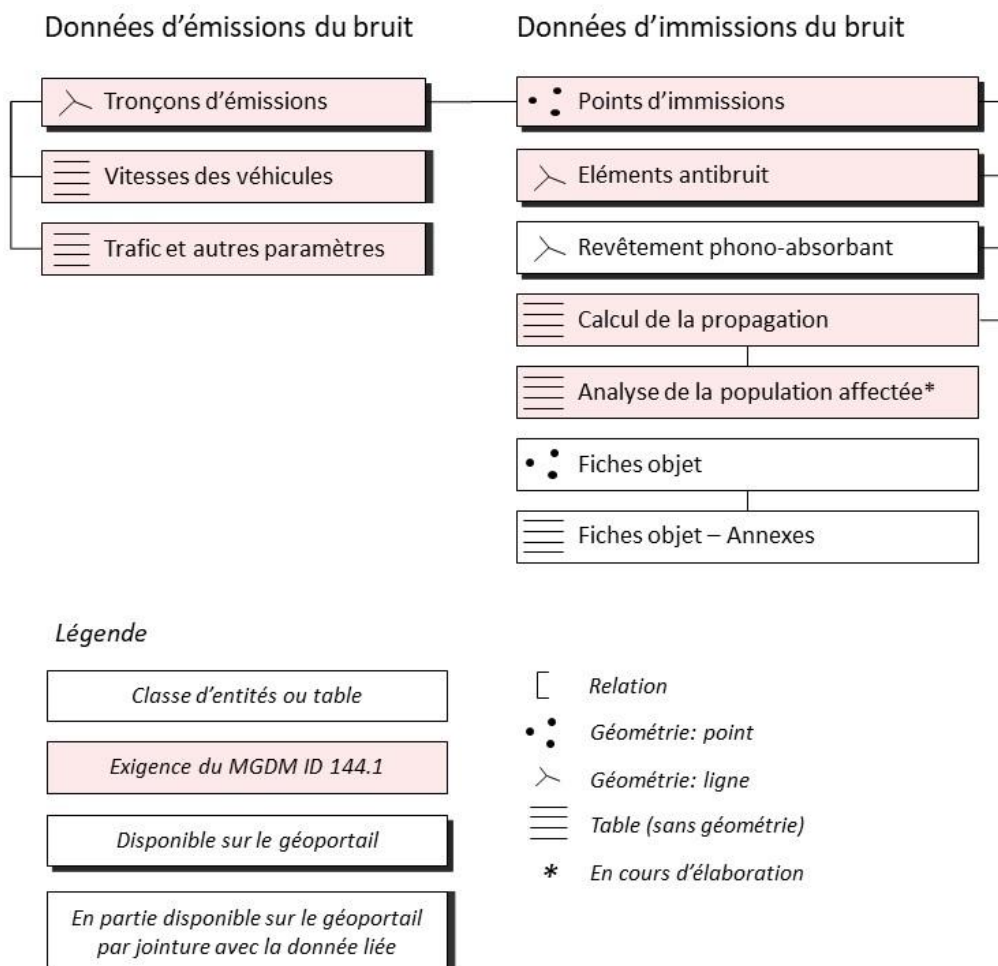 Données d'émissions du bruit
Tronçons d'émissions
Vitesses des véhicules
Trafic et autres paramètres
Données d'immissions du bruit
Points d'immissions
Eléments antibruit
Revêtement phono-absorbant
Calcul de la propagation
Analyse de la population affectée*
Fiches objet
Fiches objet – Annexes
Légende
Classe d'entités ou table
Exigence du MGDM ID 144.1
Disponible sur le géoportail
En partie disponible sur le géoportail
par jointure avec la donnée liée
Relation
Géométrie: point
Géométrie: ligne
Table (sans géométrie)
* En cours d'élaboration